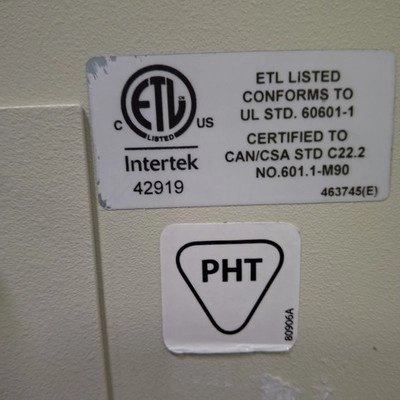 ETL
LISTED
C US
Intertek
42919
ETL LISTED
CONFORMS TO
UL STD. 60601-1
CERTIFIED TO
CAN/CSA STD C22.2
NO.601.1-M90
463745(E)
PHT
80906A